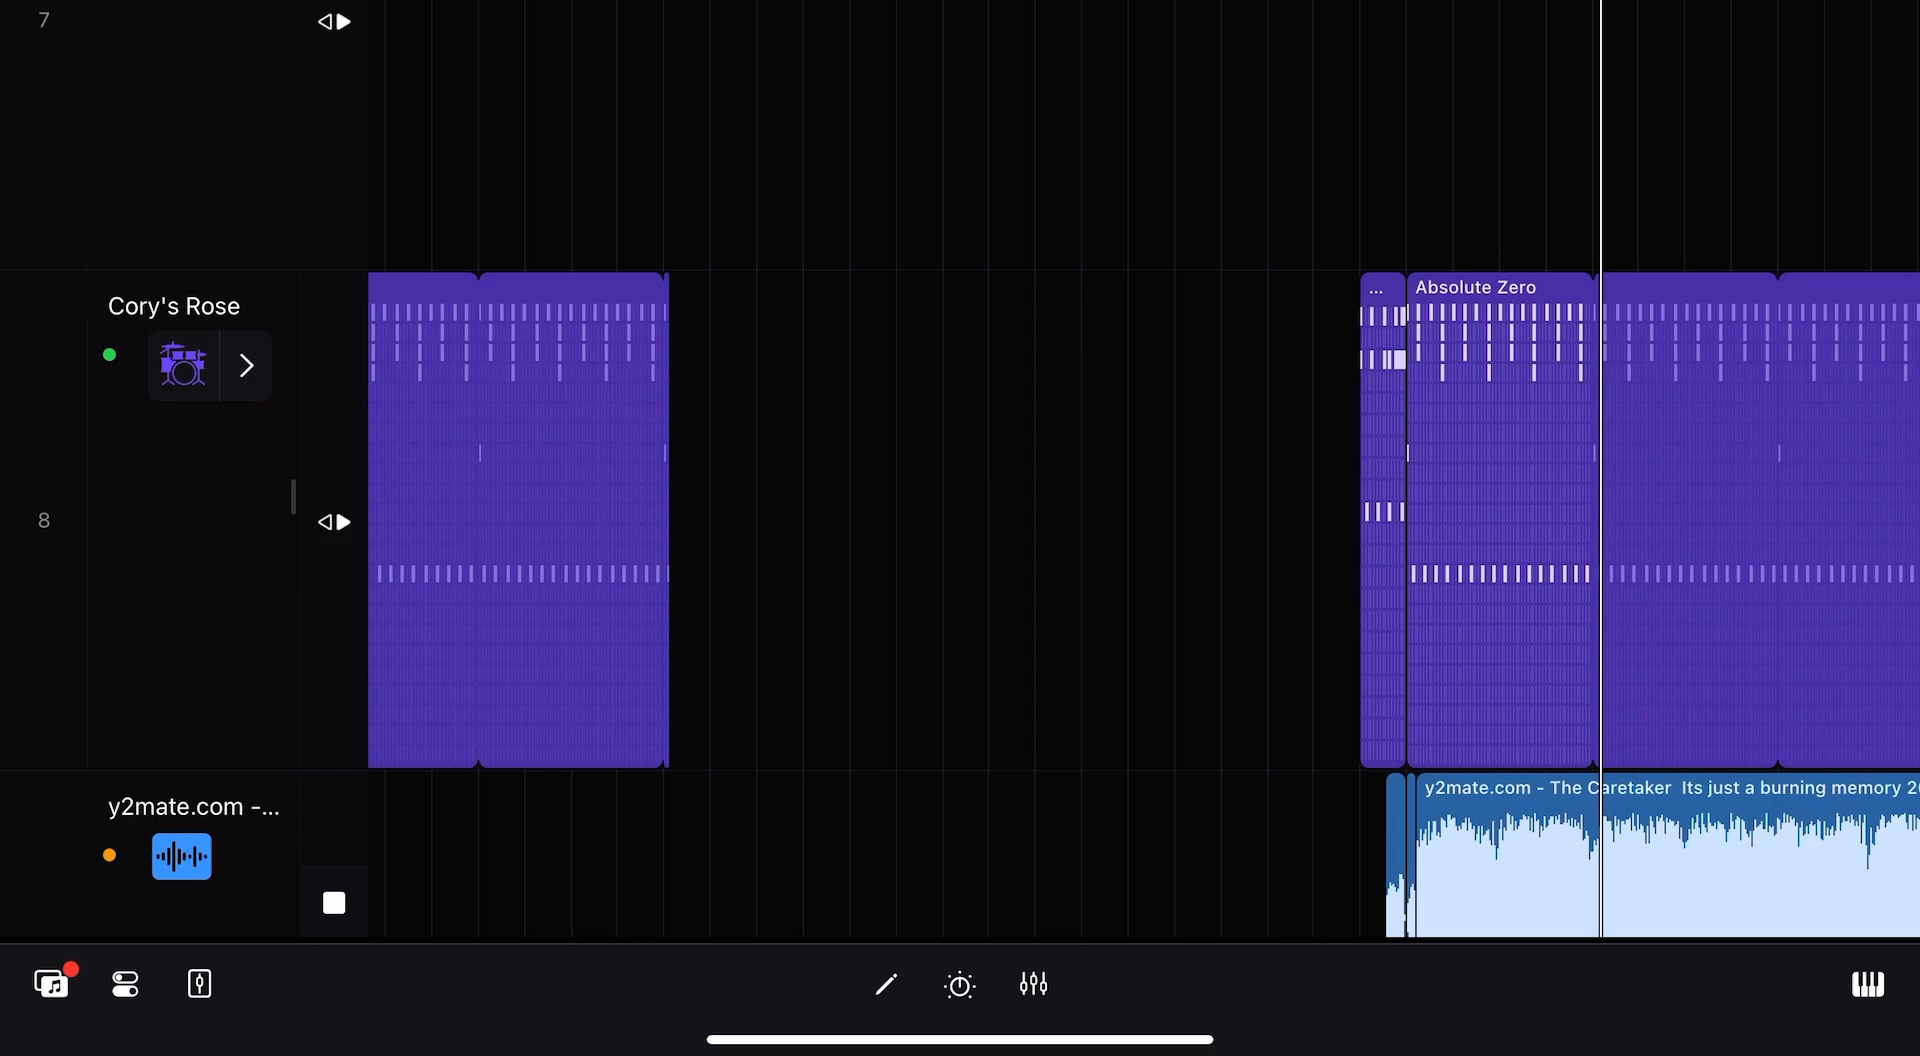 7
Cory's Rose
...
Absolute Zero
8
y2mate.com -...
y2mate.com - The Caretaker Its just a burning memory 2